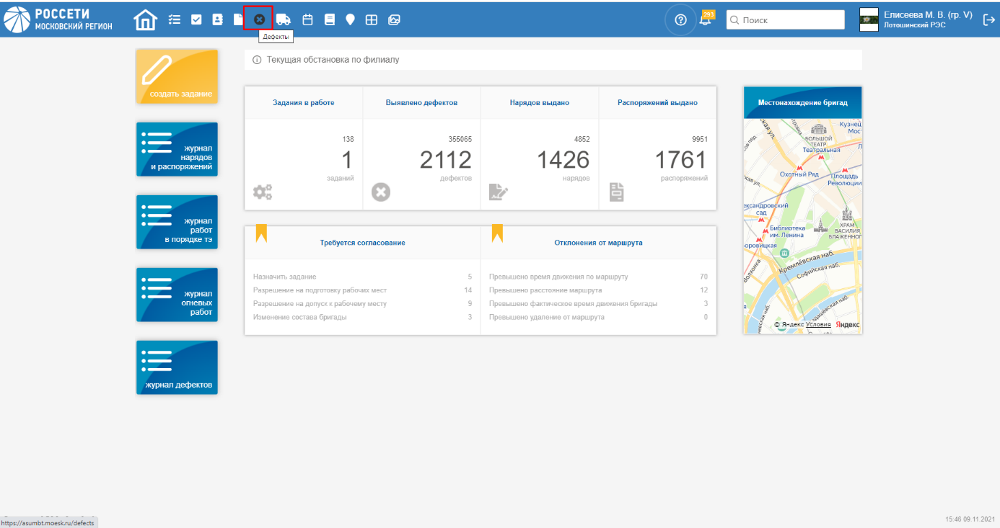 РОССЕТИ
МОСКОВСКИЙ РЕГИОН
Дефекты
293
Поиск
Елисеева М. В. (гр. V)
Лотошинский РЭС
создать задание
журнал
нарядов
и распоряжений
журнал
работ
в порядке тэ
журнал
огневых
работ
журнал дефектов
Текущая обстановка по филиалу
Задания в работе
138
1
заданий
Выявлено дефектов
355065
2112
дефектов
Нарядов выдано
4852
1426
нарядов
Распоряжений выдано
9951
1761
распоряжений
Требуется согласование
Назначить задание 5
Разрешение на подготовку рабочих мест 14
Разрешение на допуск к рабочему месту 9
Изменение состава бригады 3
Отклонения от маршрута
Превышено время движения по маршруту 70
Превышено расстояние маршрута 12
Превышено фактическое время движения бригады 3
Превышено удаление от маршрута 0
Местонахождение бригад
Кузнец
Мос
БОЛЬШОЙ
ТЕАТР
Театральная
Охотный Ряд
Площадь
Революции
ександровский
сад
Библиотека
им. Ленина
ХРАМ
ВАСИЛИЯ
БЛАЖЕННОГ
оровицкая
Кремлёвская наб.
Софийская наб.
© Яндекс Условия Яндекс
https://asumbt.moesk.ru/defects
15:46 09.11.2021